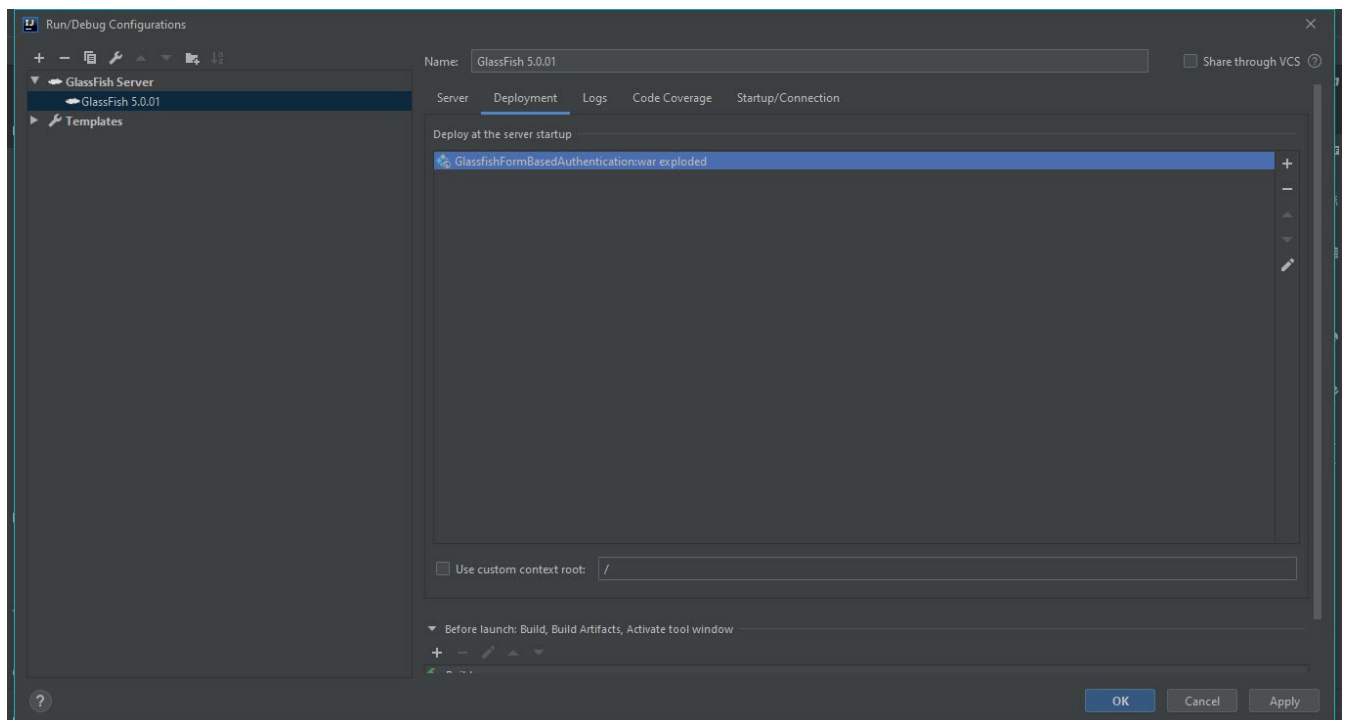 Run/Debug Configurations
GlassFish Server
GlassFish 5.0.01
Templates
Name: GlassFish 5.0.01
Share through VCS
Server Deployment Logs Code Coverage Startup/Connection
Deploy at the server startup
GlassfishFormBasedAuthentication:war exploded
Use custom context root: /
Before launch: Build, Build Artifacts, Activate tool window
OK Cancel Apply